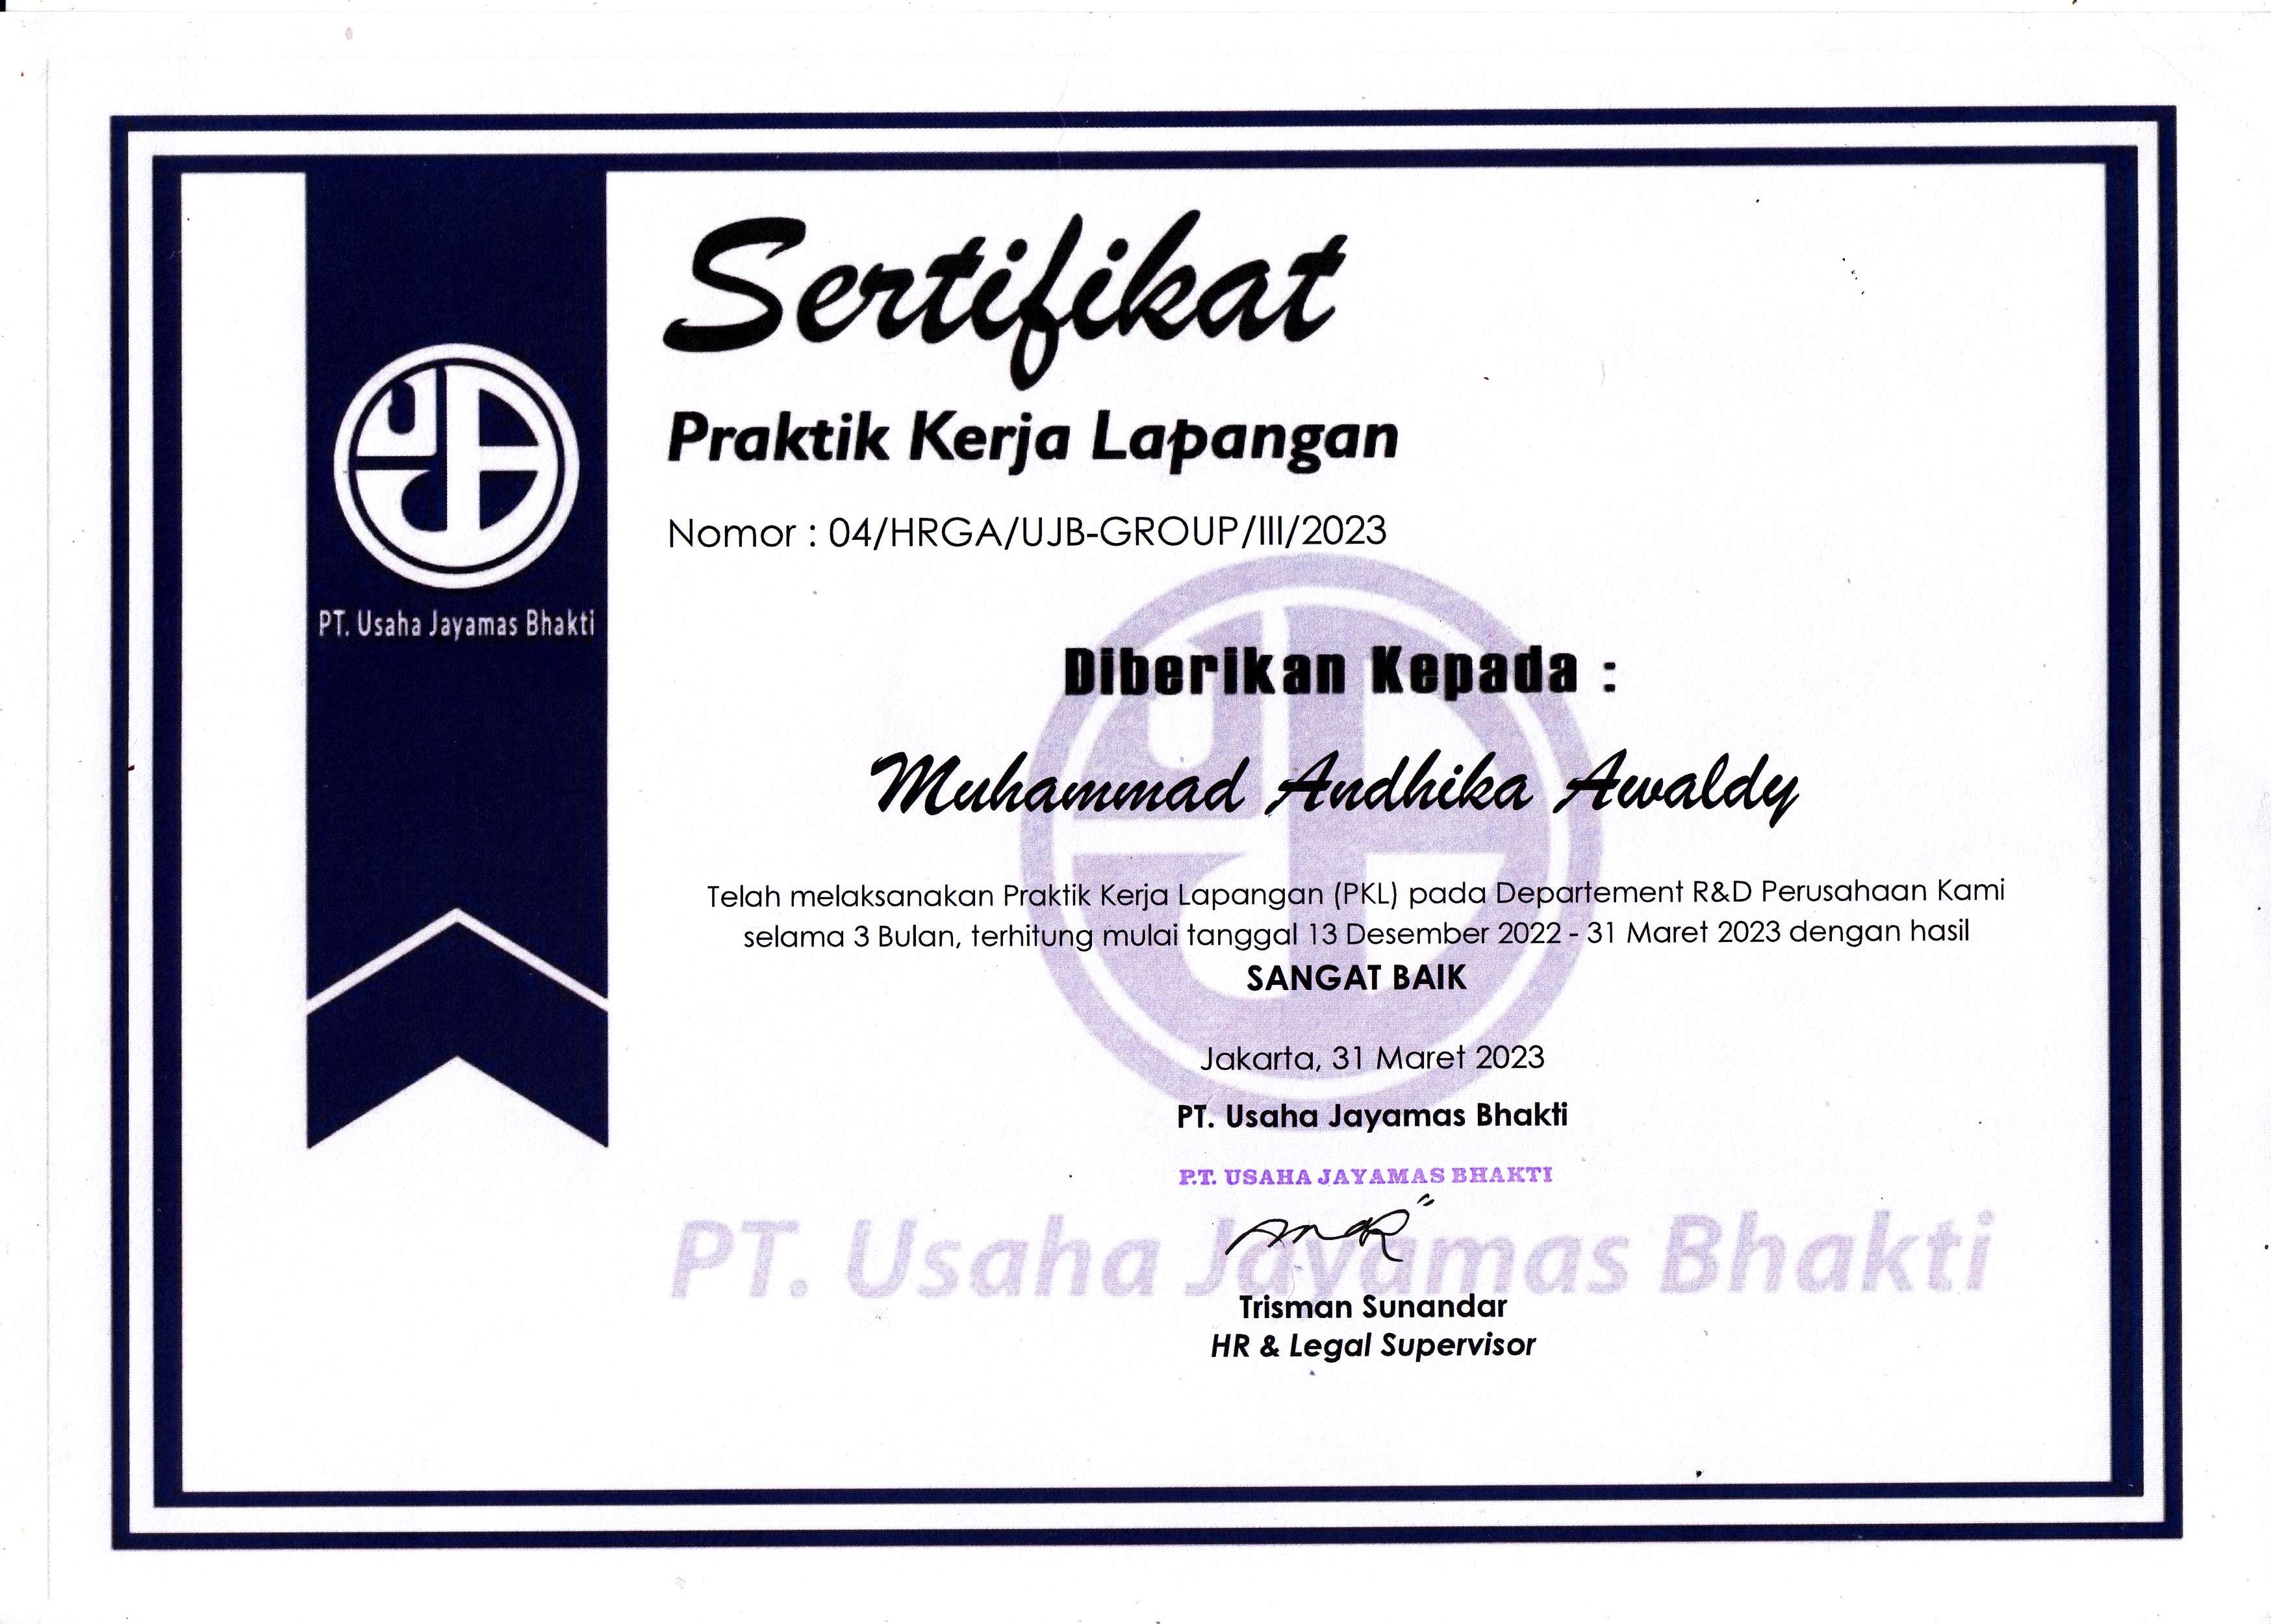 Sertifikat
Praktik Kerja Lapangan
Nomor : 04/HRGA/UJB-GROUP/III/2023
PT. Usaha Jayamas Bhakti
Diberikan Kepada :
Muhammad Andhika Awaldy
Telah melaksanakan Praktik Kerja Lapangan (PKL) pada Departement R&D Perusahaan Kami
selama 3 Bulan, terhitung mulai tanggal 13 Desember 2022 - 31 Maret 2023 dengan hasil
SANGAT BAIK
Jakarta, 31 Maret 2023
PT. Usaha Jayamas Bhakti
P.T. USAHA JAYAMAS BHAKTI
PT. Usaha Jayamas Bhakti
Trisman Sunandar
HR & Legal Supervisor